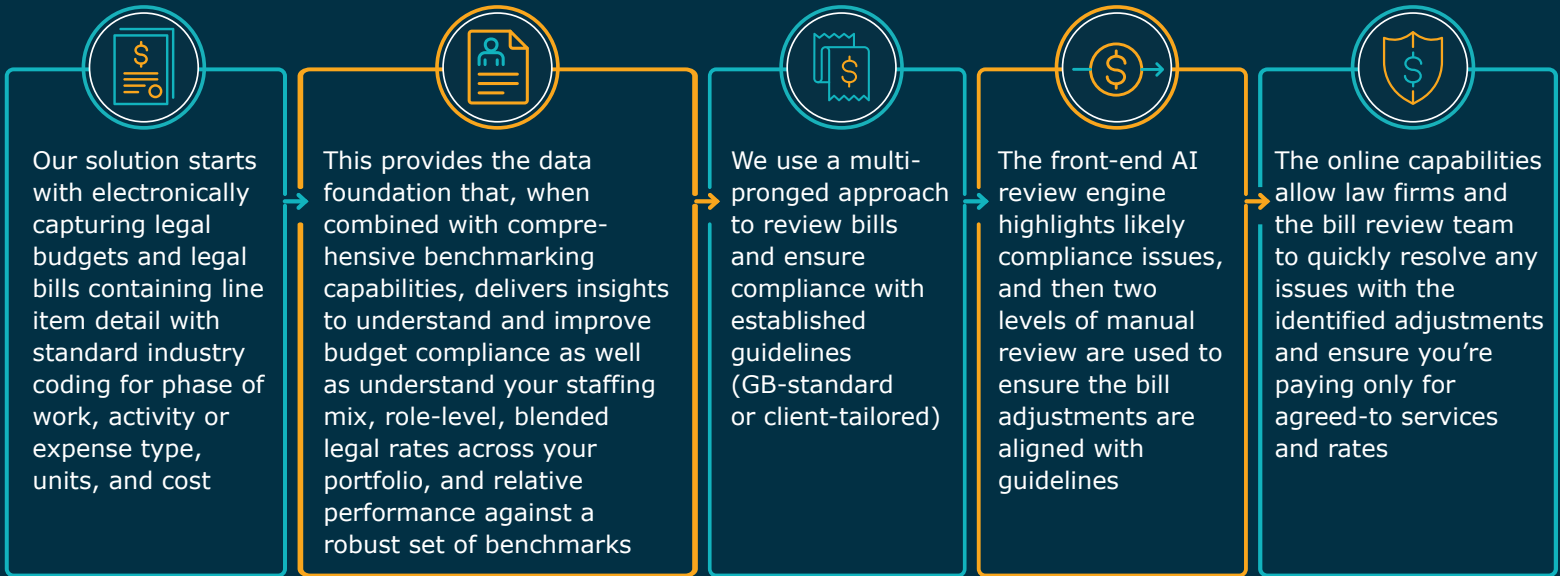 Our solution starts
with electronically
capturing legal
budgets and legal
bills containing line
item detail with
standard industry
coding for phase of
work, activity or
expense type,
units, and cost
This provides the data
foundation that, when
combined with compre-
hensive benchmarking
capabilities, delivers insights
to understand and improve
budget compliance as well
as understand your staffing
mix, role-level, blended
legal rates across your
portfolio, and relative
performance against a
robust set of benchmarks
We use a multi-
pronged approach
to review bills
and ensure
compliance with
established
guidelines
(GB-standard
or client-tailored)
The front-end AI
review engine
highlights likely
compliance issues,
and then two
levels of manual
review are used to
ensure the bill
adjustments are
aligned with
guidelines
The online capabilities
allow law firms and
the bill review team
to quickly resolve any
issues with the
identified adjustments
and ensure you’re
paying only for
agreed-to services
and rates